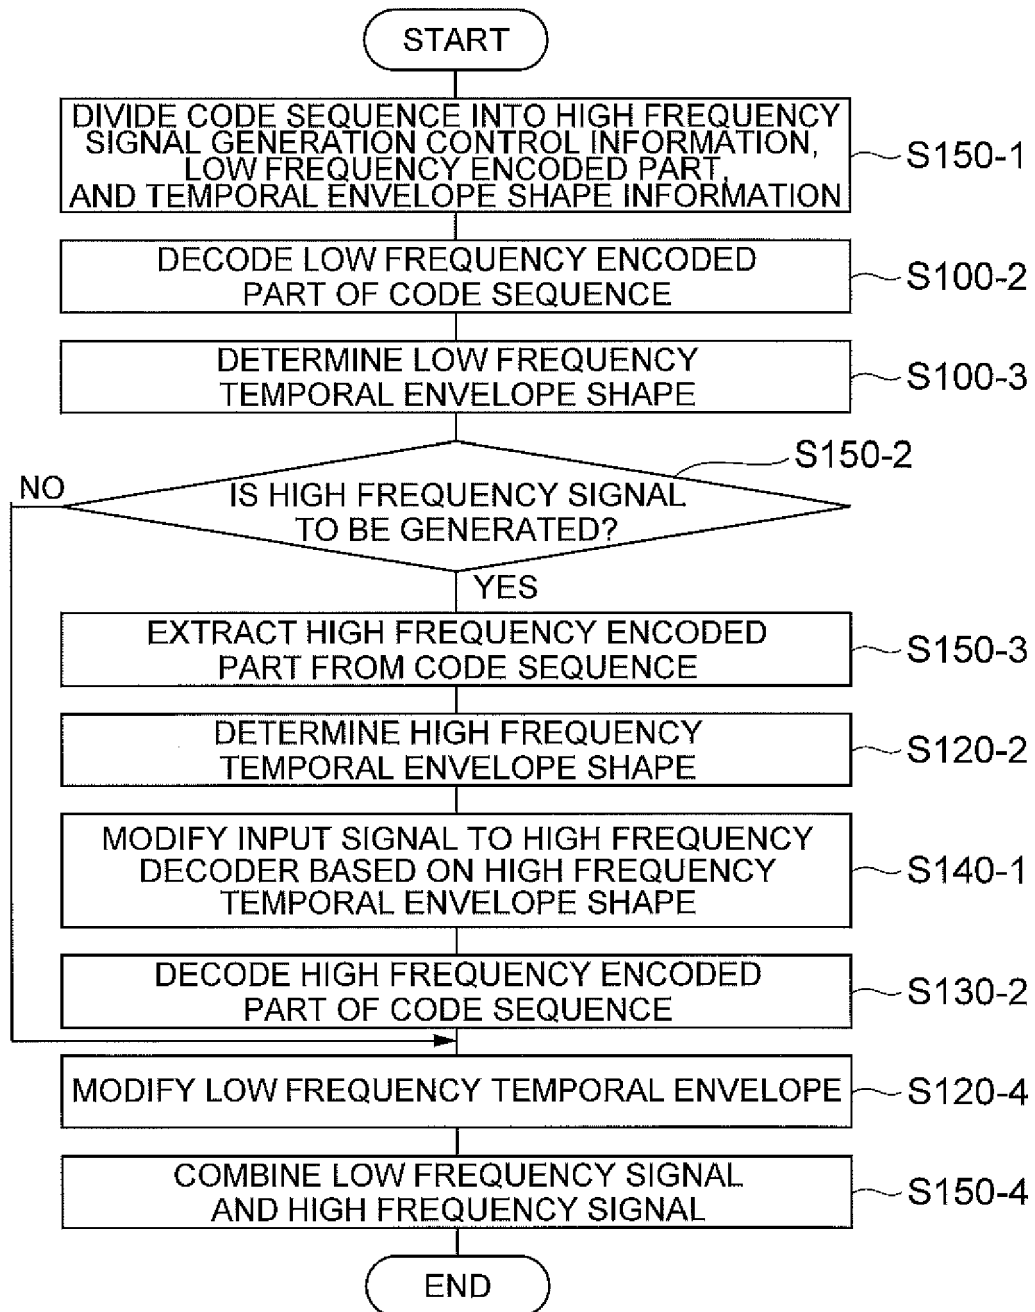 START
DIVIDE CODE SEQUENCE INTO HIGH FREQUENCY
SIGNAL GENERATION CONTROL INFORMATION,
LOW FREQUENCY ENCODED PART,
AND TEMPORAL ENVELOPE SHAPE INFORMATION
S150-1
DECODE LOW FREQUENCY ENCODED
PART OF CODE SEQUENCE
S100-2
DETERMINE LOW FREQUENCY
TEMPORAL ENVELOPE SHAPE
S100-3
S150-2
NO
IS HIGH FREQUENCY SIGNAL
TO BE GENERATED?
YES
EXTRACT HIGH FREQUENCY ENCODED
PART FROM CODE SEQUENCE
S150-3
DETERMINE HIGH FREQUENCY
TEMPORAL ENVELOPE SHAPE
S120-2
MODIFY INPUT SIGNAL TO HIGH FREQUENCY
DECODER BASED ON HIGH FREQUENCY
TEMPORAL ENVELOPE SHAPE
S140-1
DECODE HIGH FREQUENCY ENCODED
PART OF CODE SEQUENCE
S130-2
MODIFY LOW FREQUENCY TEMPORAL ENVELOPE
S120-4
COMBINE LOW FREQUENCY SIGNAL
AND HIGH FREQUENCY SIGNAL
S150-4
END